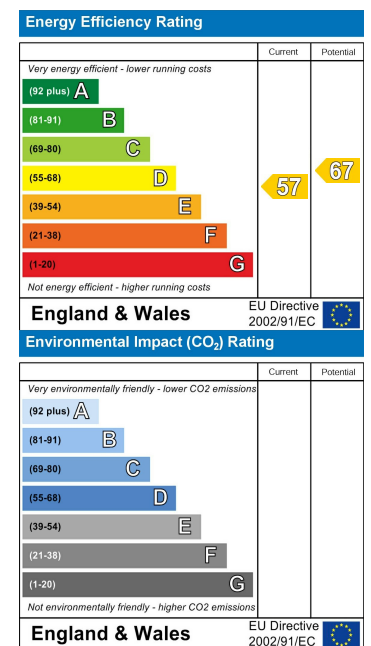 Energy Efficiency Rating
Current Potential
Very energy efficient - lower running costs
(92 plus) A
(81-91) B
(69-80) C
(55-68) D
(39-54) E
(21-38) F
(1-20) G
57
67
Not energy efficient - higher running costs
England & Wales
EU Directive
2002/91/EC
Environmental Impact (CO₂) Rating
Current Potential
Very environmentally friendly - lower CO2 emissions
(92 plus) A
(81-91) B
(69-80) C
(55-68) D
(39-54) E
(21-38) F
(1-20) G
Not environmentally friendly - higher CO2 emissions
England & Wales
EU Directive
2002/91/EC